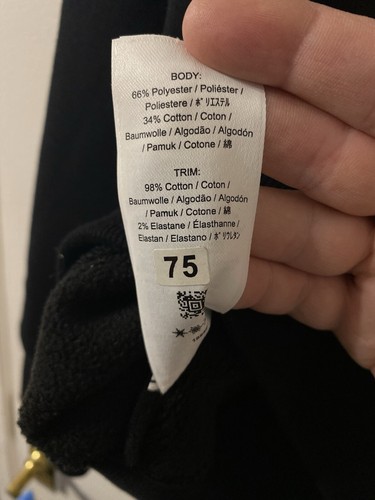 BODY:
66% Polyester / Poliéster /
Poliestere / ﾎﾟﾘｴｽﾃﾙ
34% Cotton / Coton /
Baumwolle / Algodão / Algodón
/ Pamuk / Cotone / 綿
TRIM:
98% Cotton / Coton /
Baumwolle / Algodão / Algodón
/ Pamuk / Cotone / 綿
2% Elastane / Élasthanne /
Elastan / Elastano / ﾎﾟﾘｳﾚﾀﾝ
75